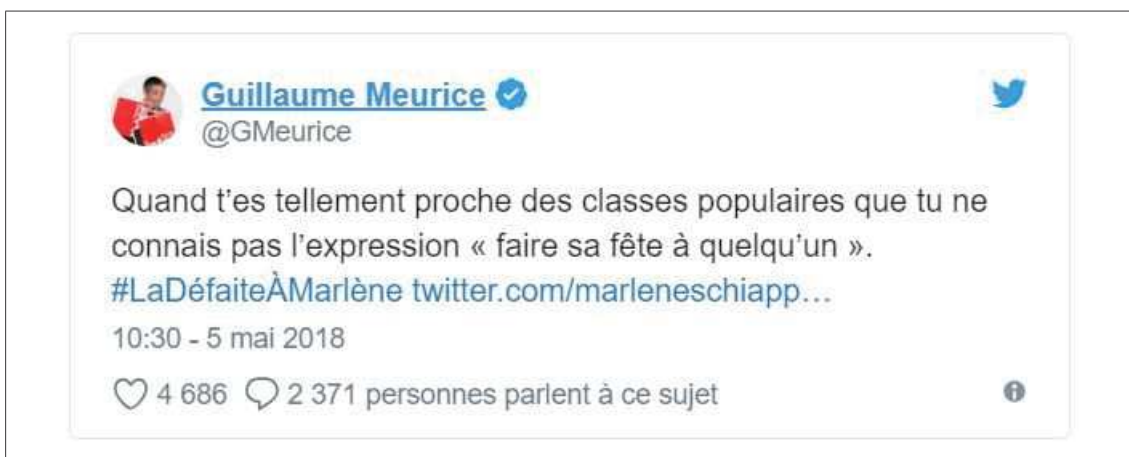 Guillaume Meurice
@GMeurice
Quand t’es tellement proche des classes populaires que tu ne
connais pas l’expression « faire sa fête à quelqu’un ».
#LaDéfaiteÀMarlène twitter.com/marleneschiapp…
10:30 - 5 mai 2018
4 686 2 371 personnes parlent à ce sujet